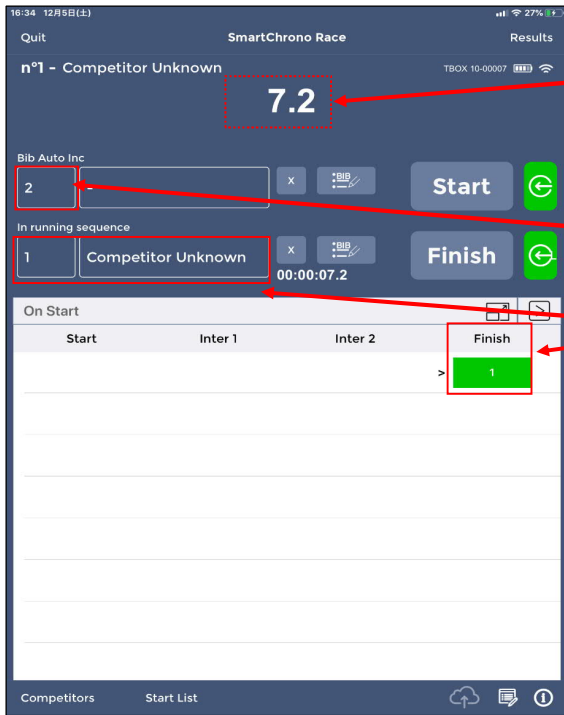 16:34 12月5日(土) 27%
Quit SmartChrono Race Results
nº1 - Competitor Unknown TBOX 10-00007
7.2
Bib Auto Inc
2 - x BIB Start
In running sequence
1 Competitor Unknown x BIB Finish
00:00:07.2
On Start
Start Inter 1 Inter 2 Finish
> 1
Competitors Start List